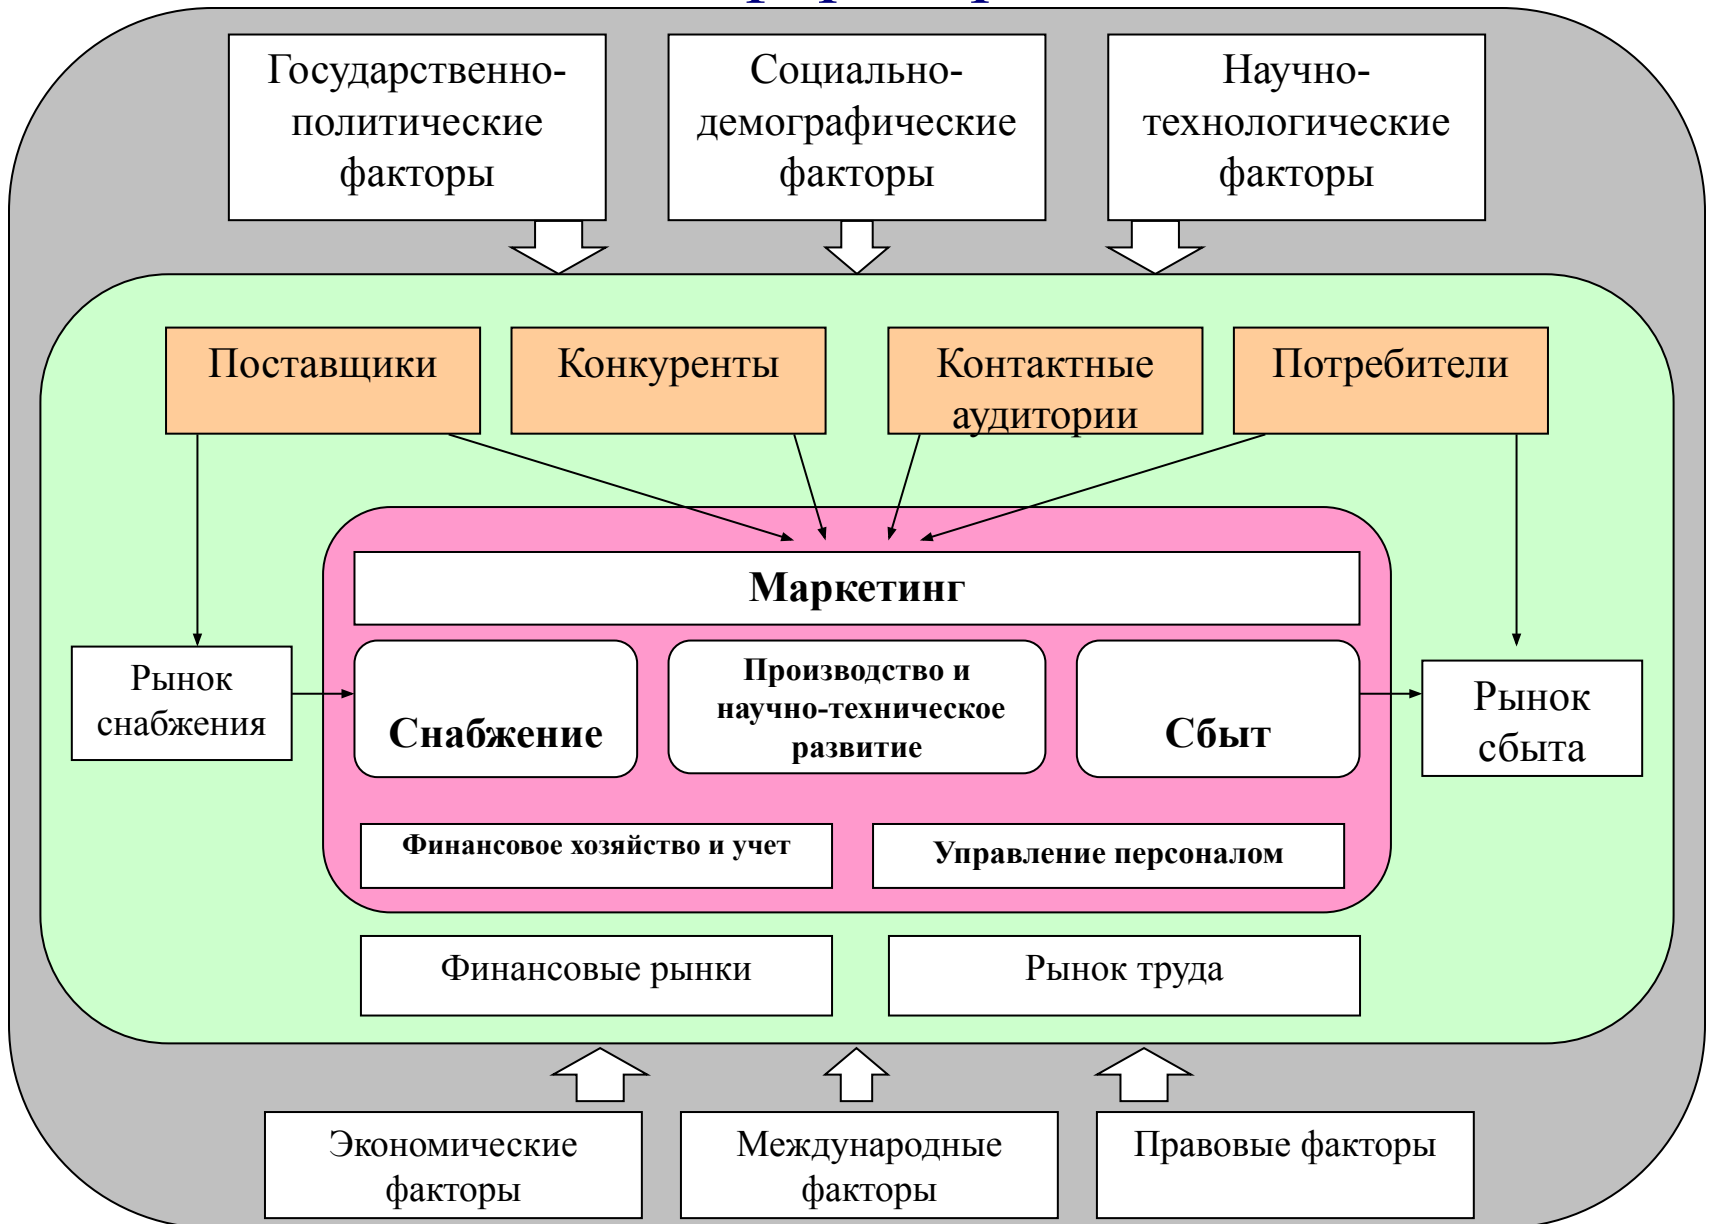 Государственно-
политические
факторы
Социально-
демографические
факторы
Научно-
технологические
факторы
Поставщики
Конкуренты
Контактные
аудитории
Потребители
Маркетинг
Рынок
снабжения
Снабжение
Производство и
научно-техническое
развитие
Сбыт
Рынок
сбыта
Финансовое хозяйство и учет
Управление персоналом
Финансовые рынки
Рынок труда
Экономические
факторы
Международные
факторы
Правовые факторы